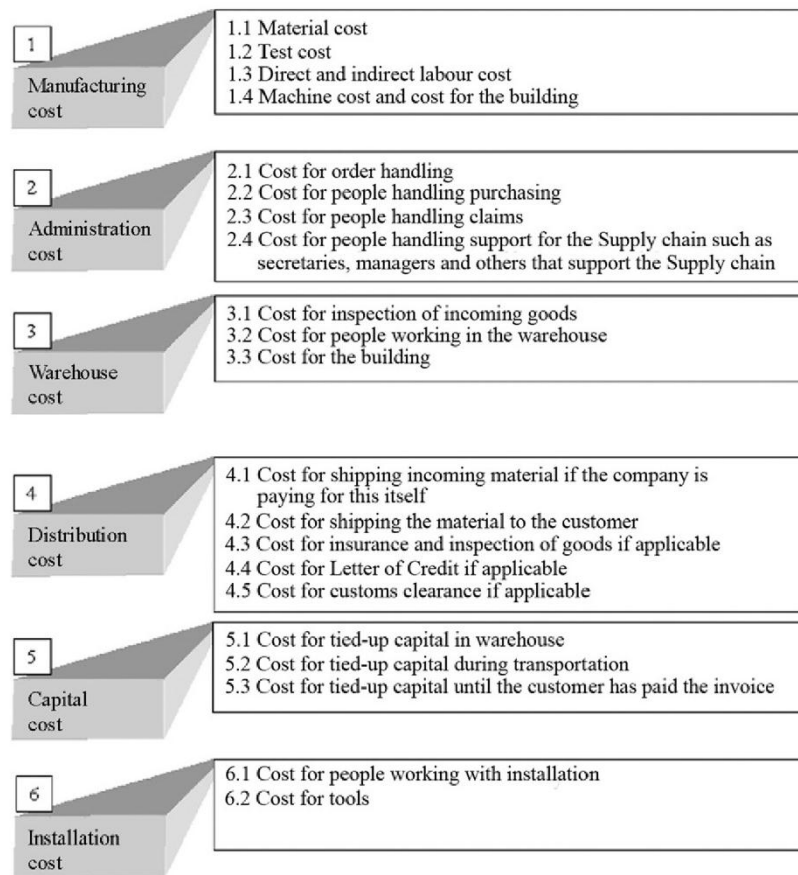 1
Manufacturing
cost
1.1 Material cost
1.2 Test cost
1.3 Direct and indirect labour cost
1.4 Machine cost and cost for the building
2
Administration
cost
2.1 Cost for order handling
2.2 Cost for people handling purchasing
2.3 Cost for people handling claims
2.4 Cost for people handling support for the Supply chain such as
secretaries, managers and others that support the Supply chain
3
Warehouse
cost
3.1 Cost for inspection of incoming goods
3.2 Cost for people working in the warehouse
3.3 Cost for the building
4
Distribution
cost
4.1 Cost for shipping incoming material if the company is
paying for this itself
4.2 Cost for shipping the material to the customer
4.3 Cost for insurance and inspection of goods if applicable
4.4 Cost for Letter of Credit if applicable
4.5 Cost for customs clearance if applicable
5
Capital
cost
5.1 Cost for tied-up capital in warehouse
5.2 Cost for tied-up capital during transportation
5.3 Cost for tied-up capital until the customer has paid the invoice
6
Installation
cost
6.1 Cost for people working with installation
6.2 Cost for tools